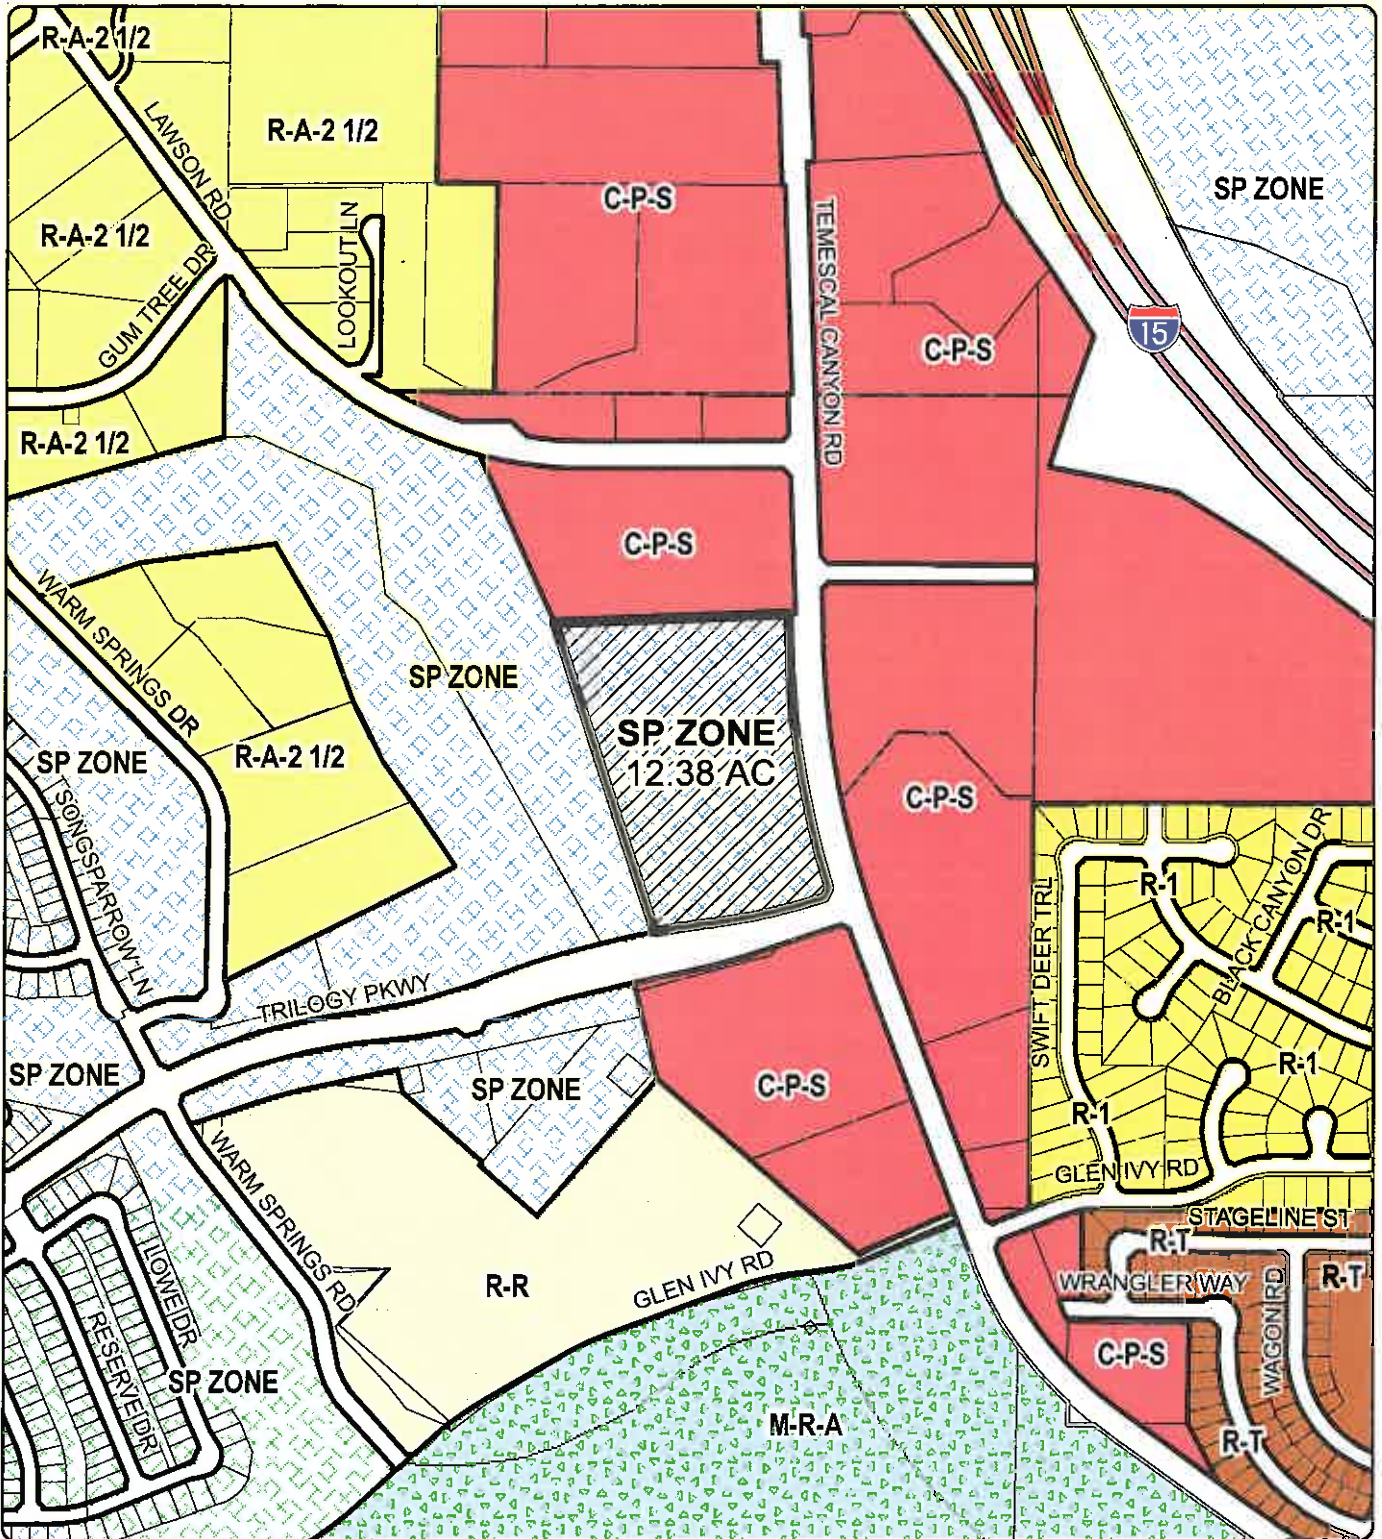 R-A-2 1/2
LAWSON RD
R-A-2 1/2
SP ZONE
C-P-S
R-A-2 1/2
LOOKOUT LN
TEMESCAL CANYON RD
GUM TREE DR
15
C-P-S
R-A-2 1/2
C-P-S
WARM SPRINGS DR
SP ZONE
SP ZONE
12.38 AC
R-A-2 1/2
SP ZONE
C-P-S
SONGSPARROW LN
BLACK CANYON DR
R-1
R-1
SWIFT DEER TRL
TRILOGY PKWY
SP ZONE
SP ZONE
C-P-S
R-1
R-1
GLEN IVY RD
WARM SPRINGS RD
STAGELINE ST
R-T
LOWE DR
R-R
GLEN IVY RD
WRANGLER WAY
WAGON RD
R-T
RESERVE DR
SP ZONE
C-P-S
M-R-A
R-T